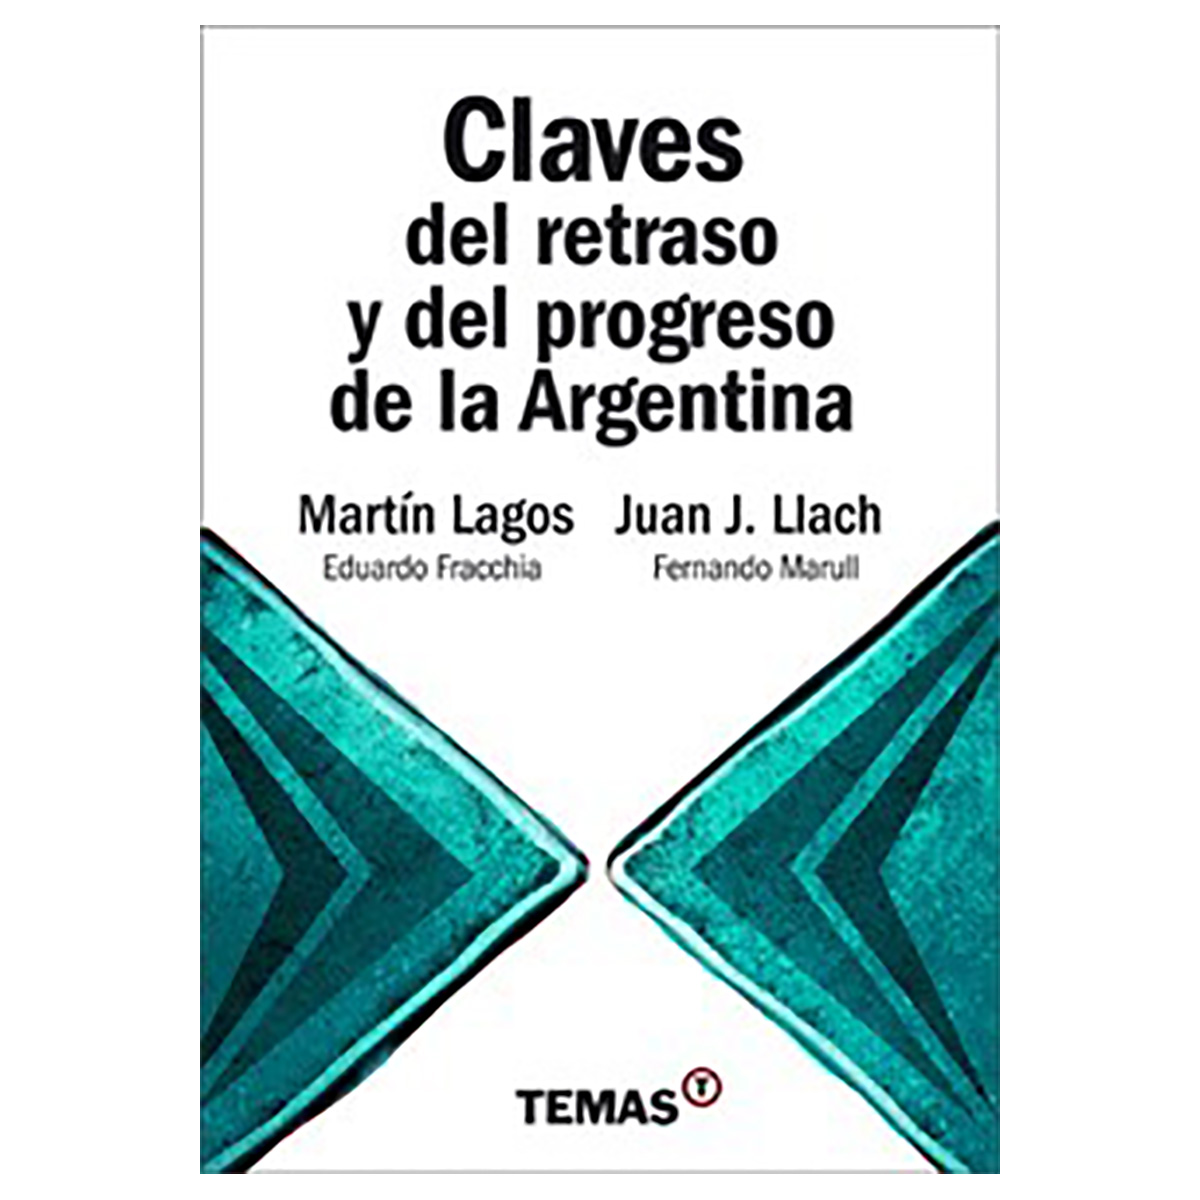 Claves
del retraso
y del progreso
de la Argentina
Martín Lagos Juan J. Llach
Eduardo Fracchia Fernando Marull
TEMAS T